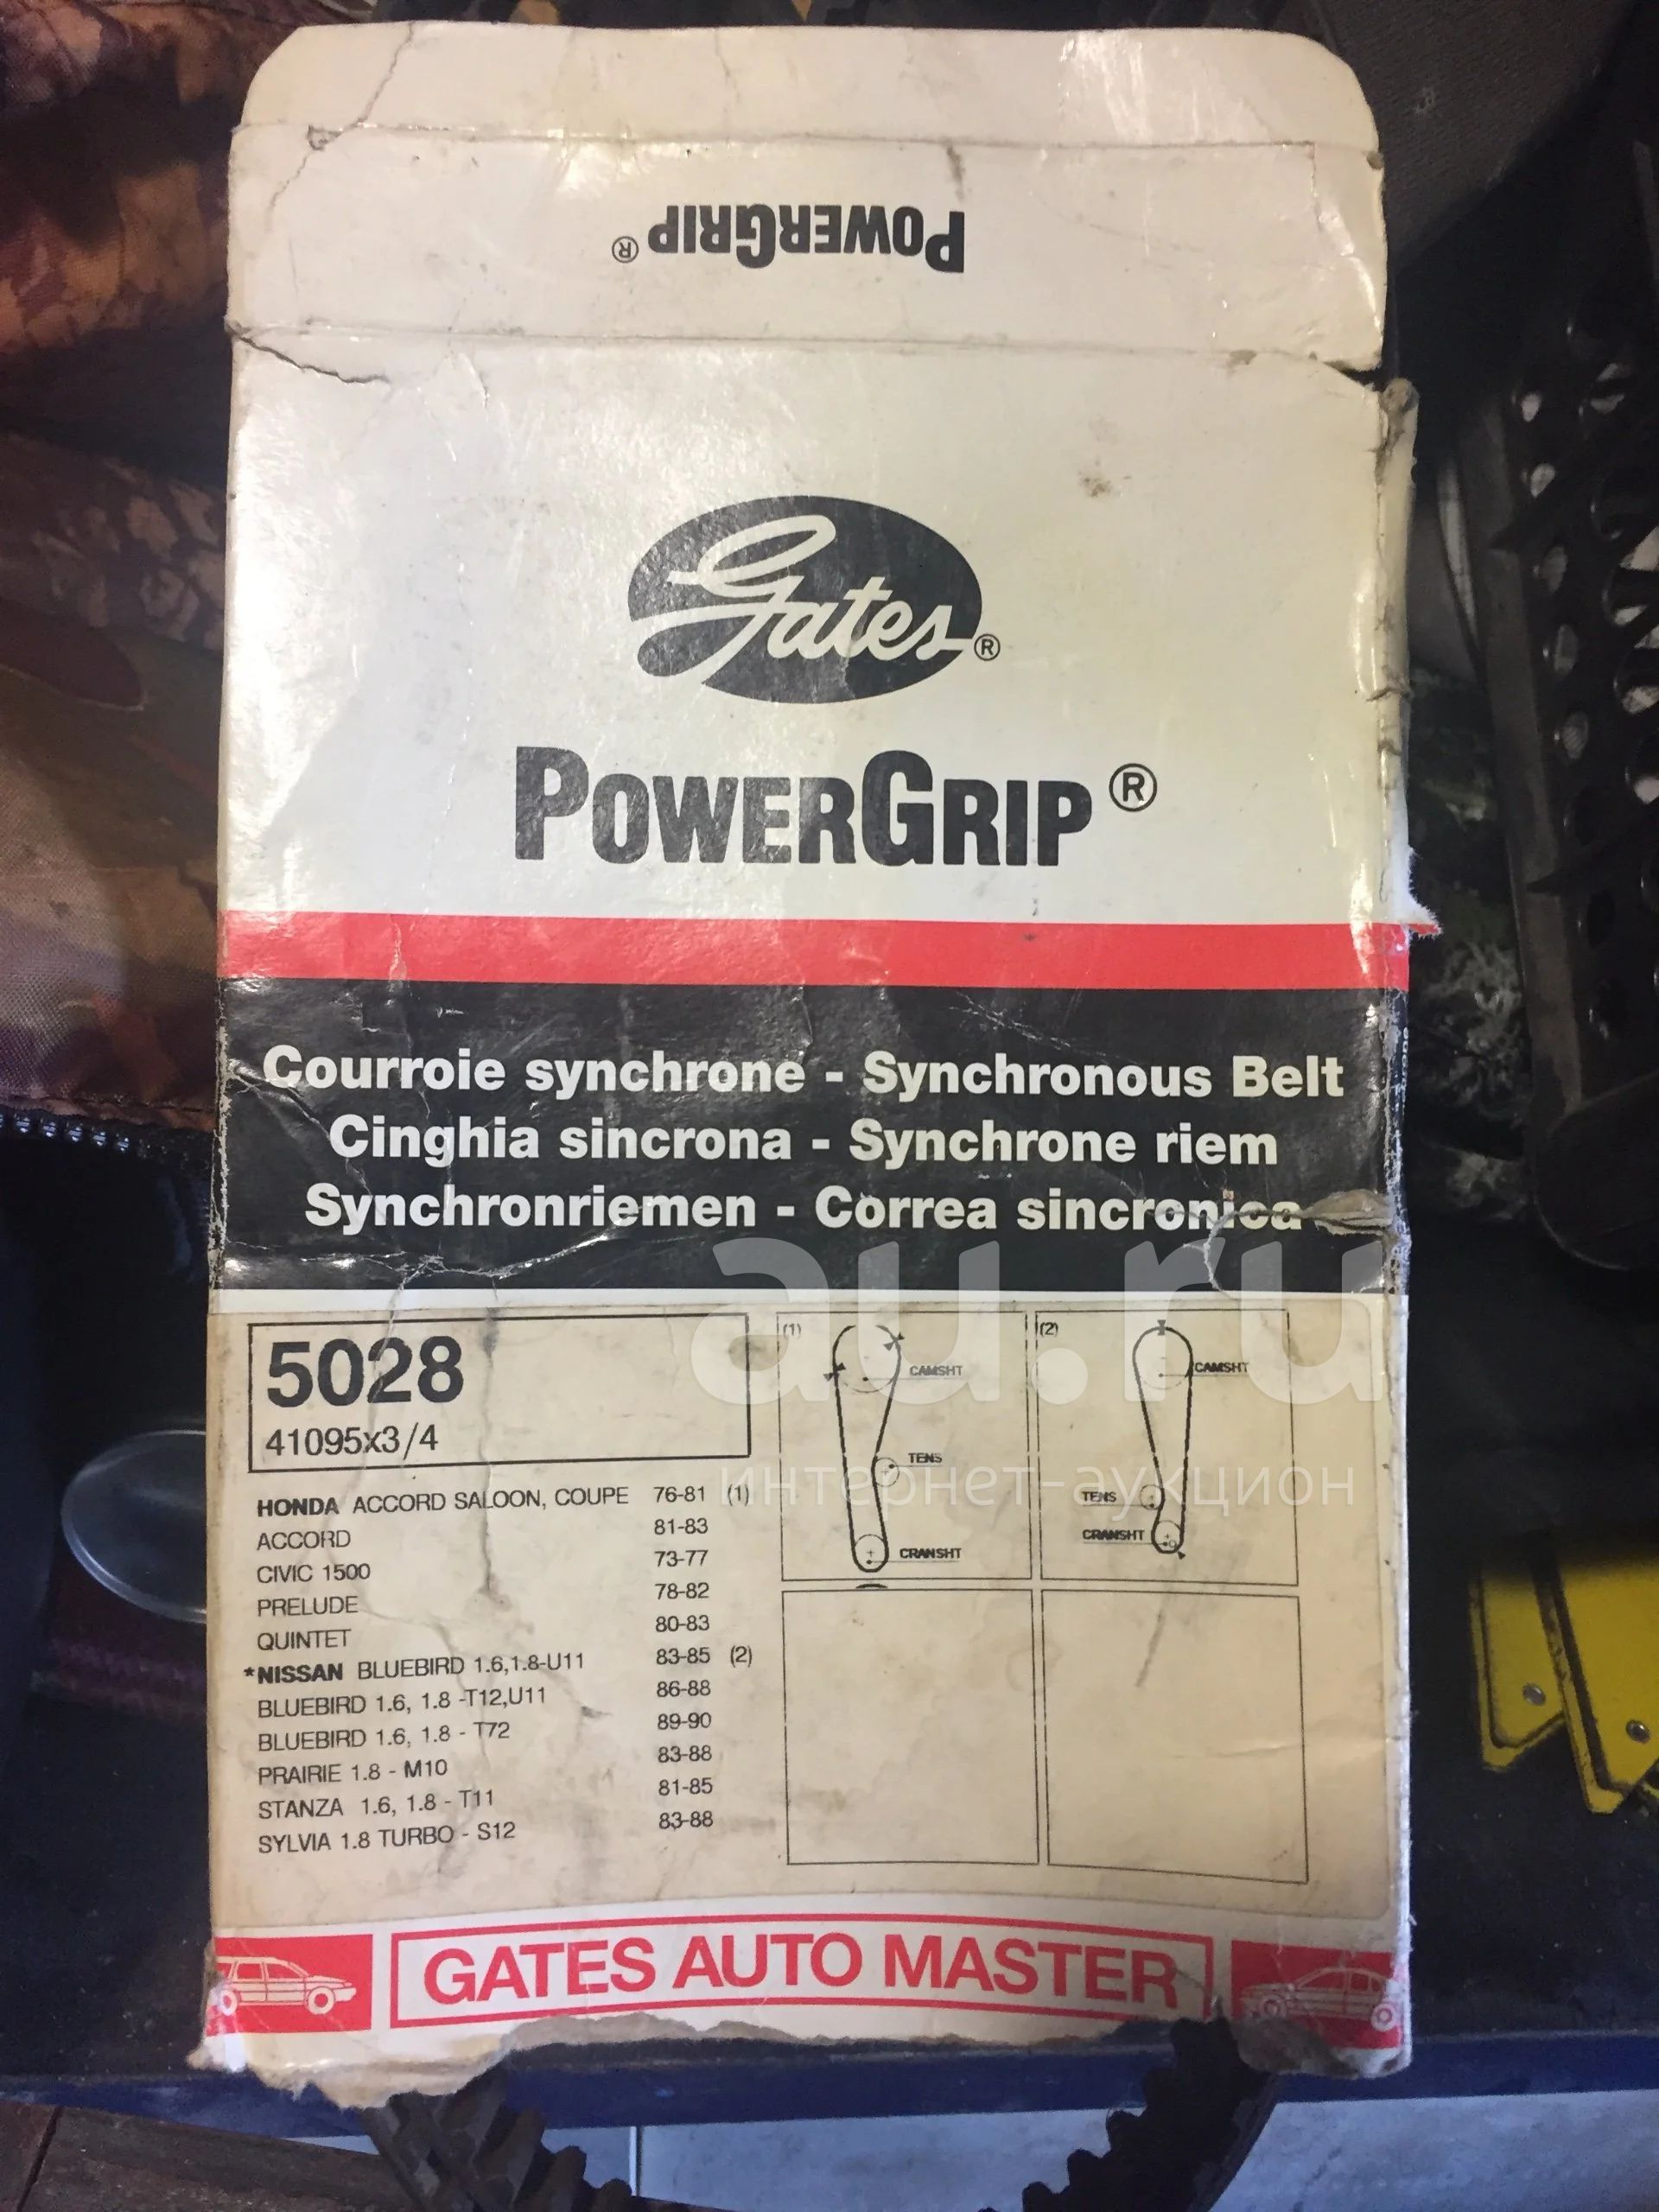 POWERGRIP®
Gates®
POWERGRIP®
Courroie synchrone - Synchronous Belt
Cinghia sincrona - Synchrone riem
Synchronriemen - Correa sincronica
au.ru
интернет-аукцион
5028
41095x3/4
HONDA ACCORD SALOON, COUPE 76-81 (1)
ACCORD 81-83
CIVIC 1500 73-77
PRELUDE 78-82
QUINTET 80-83
*NISSAN BLUEBIRD 1.6,1.8-U11 83-85 (2)
BLUEBIRD 1.6, 1.8 -T12,U11 86-88
BLUEBIRD 1.6, 1.8 - T72 89-90
PRAIRIE 1.8 - M10 83-88
STANZA 1.6, 1.8 - T11 81-85
SYLVIA 1.8 TURBO - S12 83-88
(1)
CAMSHT
TENS
CRANSHT
(2)
CAMSHT
TENS
CRANSHT
GATES AUTO MASTER